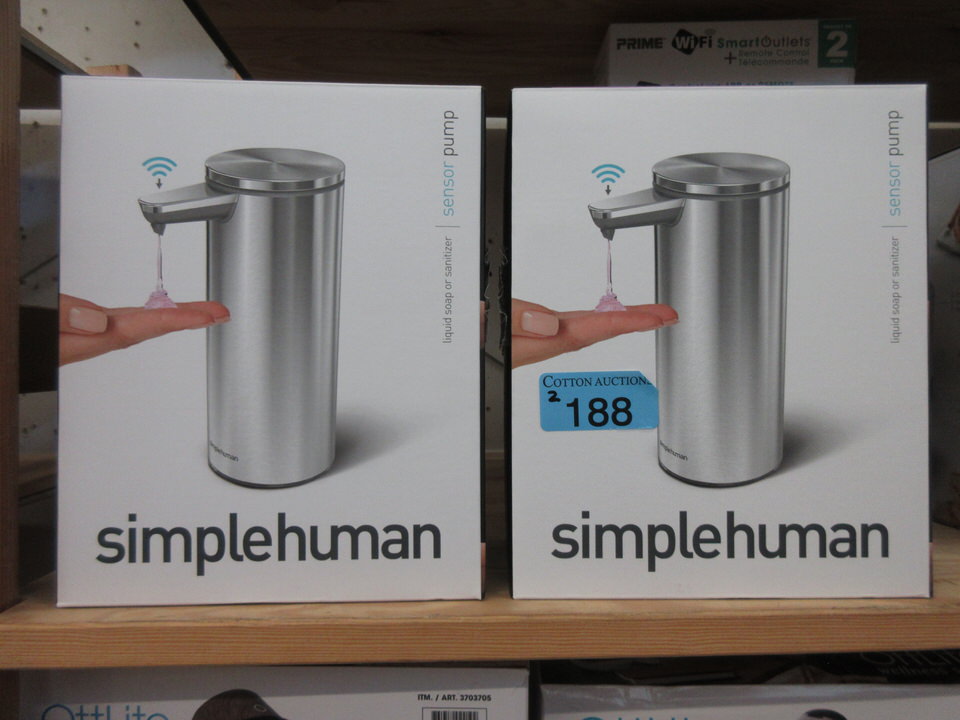 PRIME WiFi SmartOutlets
+ Remote Control
Télécommande
2
sensor pump
liquid soap or sanitizer
simplehuman
simplehuman
sensor pump
liquid soap or sanitizer
COTTON AUCTIONS
2 188
simplehuman
simplehuman
OttLite
ITM. / ART. 3703705